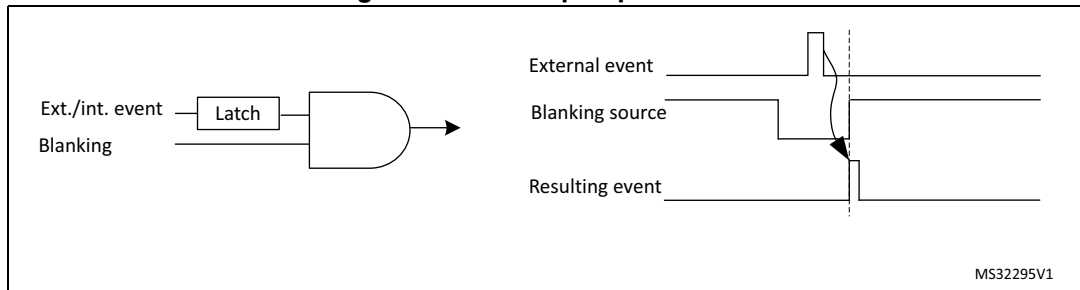 External event
Ext./int. event
Latch
Blanking source
Blanking
Resulting event
MS32295V1